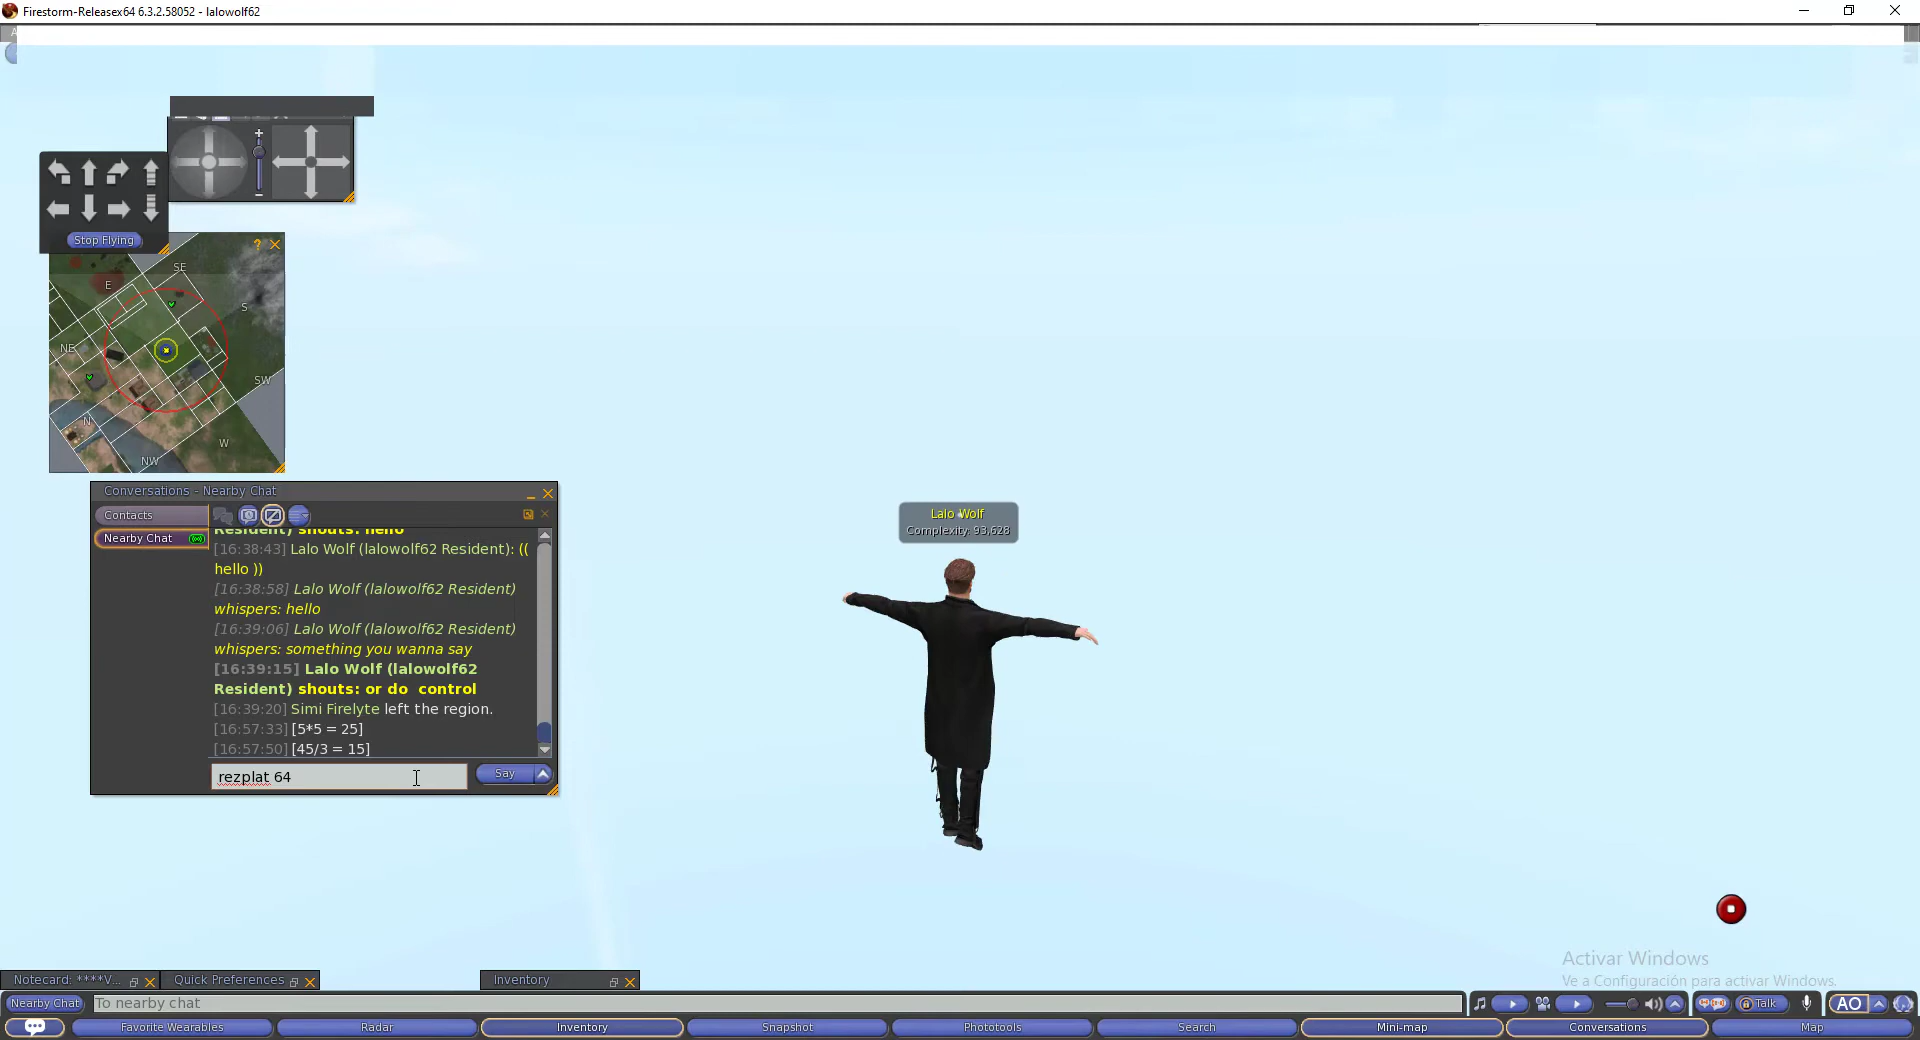 Firestorm-Releasex64 6.3.2.58052 - lalowolf62
Stop Flying
SE
E
S
NE
SW
N
W
NW
Conversations - Nearby Chat
Contacts
Nearby Chat
Resident) shouts: hello
[16:38:43] Lalo Wolf (lalowolf62 Resident): ((
hello ))
[16:38:58] Lalo Wolf (lalowolf62 Resident)
whispers: hello
[16:39:06] Lalo Wolf (lalowolf62 Resident)
whispers: something you wanna say
[16:39:15] Lalo Wolf (lalowolf62
Resident) shouts: or do  control
[16:39:20] Simi Firelyte left the region.
[16:57:33] [5*5 = 25]
[16:57:50] [45/3 = 15]
rezplat 64
Say
Lalo Wolf
Complexity: 93,628
Activar Windows
Ve a Configuración para activar Windows.
Notecard: ****V... Quick Preferences Inventory
Nearby Chat To nearby chat Talk AO
Favorite Wearables Radar Inventory Snapshot Phototools Search Mini-map Conversations Map